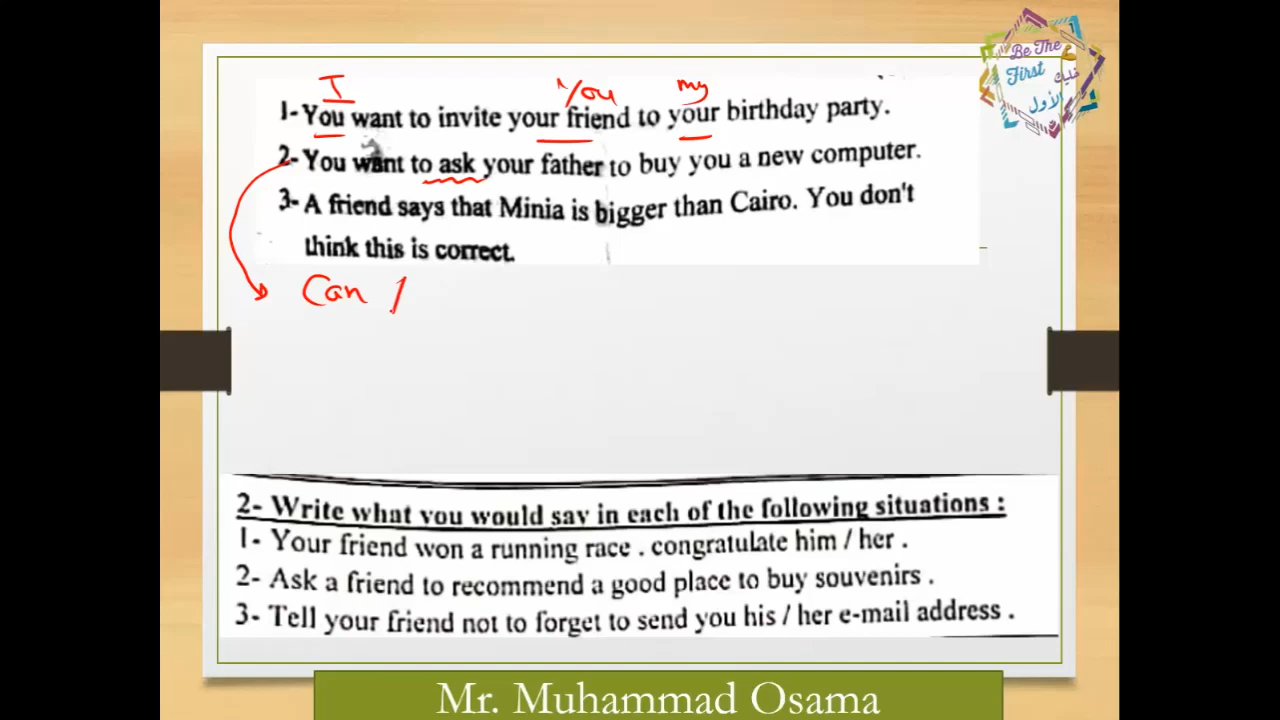 Be The
First
خليك
الأول
I
You
my
1- You want to invite your friend to your birthday party.
2- You want to ask your father to buy you a new computer.
3- A friend says that Minia is bigger than Cairo. You don't
think this is correct.
Can
2- Write what you would say in each of the following situations :
1- Your friend won a running race . congratulate him / her .
2- Ask a friend to recommend a good place to buy souvenirs .
3- Tell your friend not to forget to send you his / her e-mail address .
Mr. Muhammad Osama